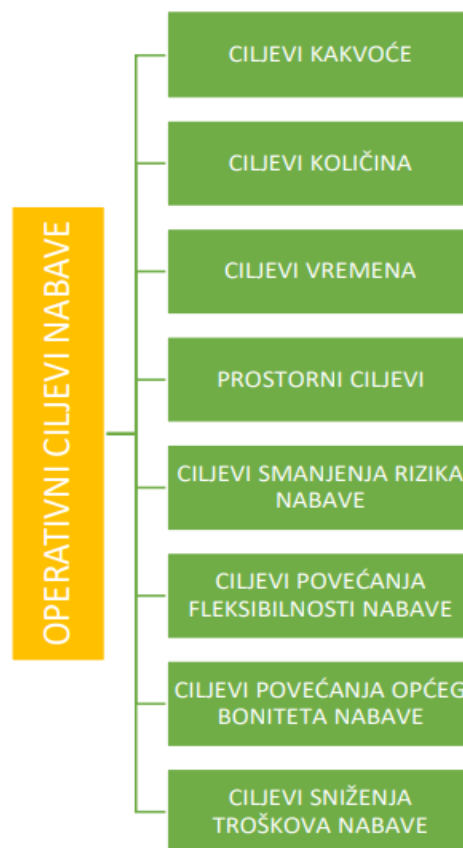 OPERATIVNI CILJEVI NABAVE
CILJEVI KAKVOĆE
CILJEVI KOLIČINA
CILJEVI VREMENA
PROSTORNI CILJEVI
CILJEVI SMANJENJA RIZIKA
NABAVE
CILJEVI POVEĆANJA
FLEKSIBILNOSTI NABAVE
CILJEVI POVEĆANJA OPĆEG
BONITETA NABAVE
CILJEVI SNIŽENJA
TROŠKOVA NABAVE